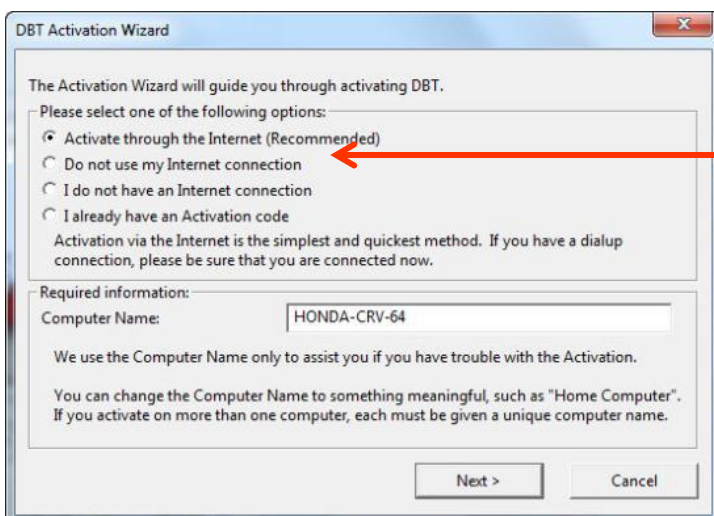 DBT Activation Wizard
The Activation Wizard will guide you through activating DBT.
Please select one of the following options:
Activate through the Internet (Recommended)
Do not use my Internet connection
I do not have an Internet connection
I already have an Activation code
Activation via the Internet is the simplest and quickest method. If you have a dialup
connection, please be sure that you are connected now.
Required information:
Computer Name: HONDA-CRV-64
We use the Computer Name only to assist you if you have trouble with the Activation.
You can change the Computer Name to something meaningful, such as "Home Computer".
If you activate on more than one computer, each must be given a unique computer name.
Next > Cancel